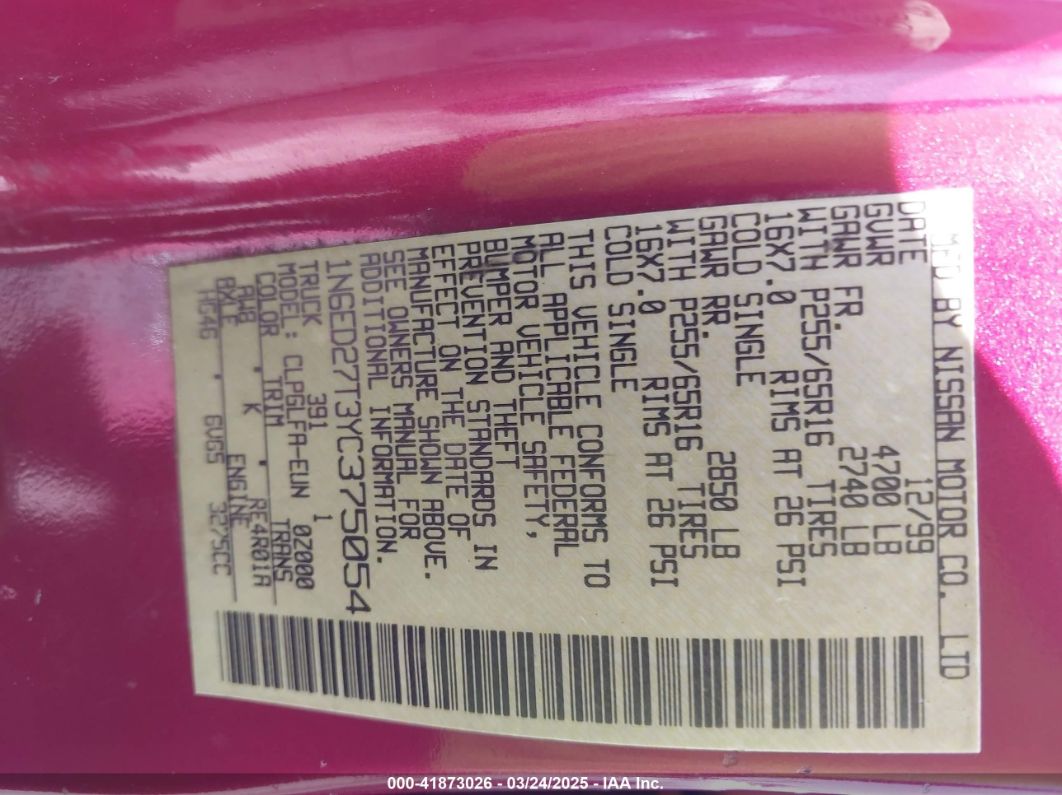 MFD BY NISSAN MOTOR CO. LTD
DATE 12/99
GVWR 4700 LB
GAWR FR. 2740 LB
WITH P255/65R16 TIRES
16X7.0 RIMS AT 26 PSI
COLD SINGLE
GAWR RR. 2850 LB
WITH P255/65R16 TIRES
16X7.0 RIMS AT 26 PSI
COLD SINGLE
THIS VEHICLE CONFORMS TO
ALL APPLICABLE FEDERAL
MOTOR VEHICLE SAFETY,
BUMPER AND THEFT
PREVENTION STANDARDS IN
EFFECT ON THE DATE OF
MANUFACTURE SHOWN ABOVE.
SEE OWNERS MANUAL FOR
ADDITIONAL INFORMATION.
1N6ED27T3YC375054
TRUCK 391 1
MODEL: CLPGLFA-EUN 07000
COLOR TRIM TRANS
K RE4R01A
AXLE ENGINE
HG46 GVG5 3275CC
000-41873026 - 03/24/2025 - IAA Inc.